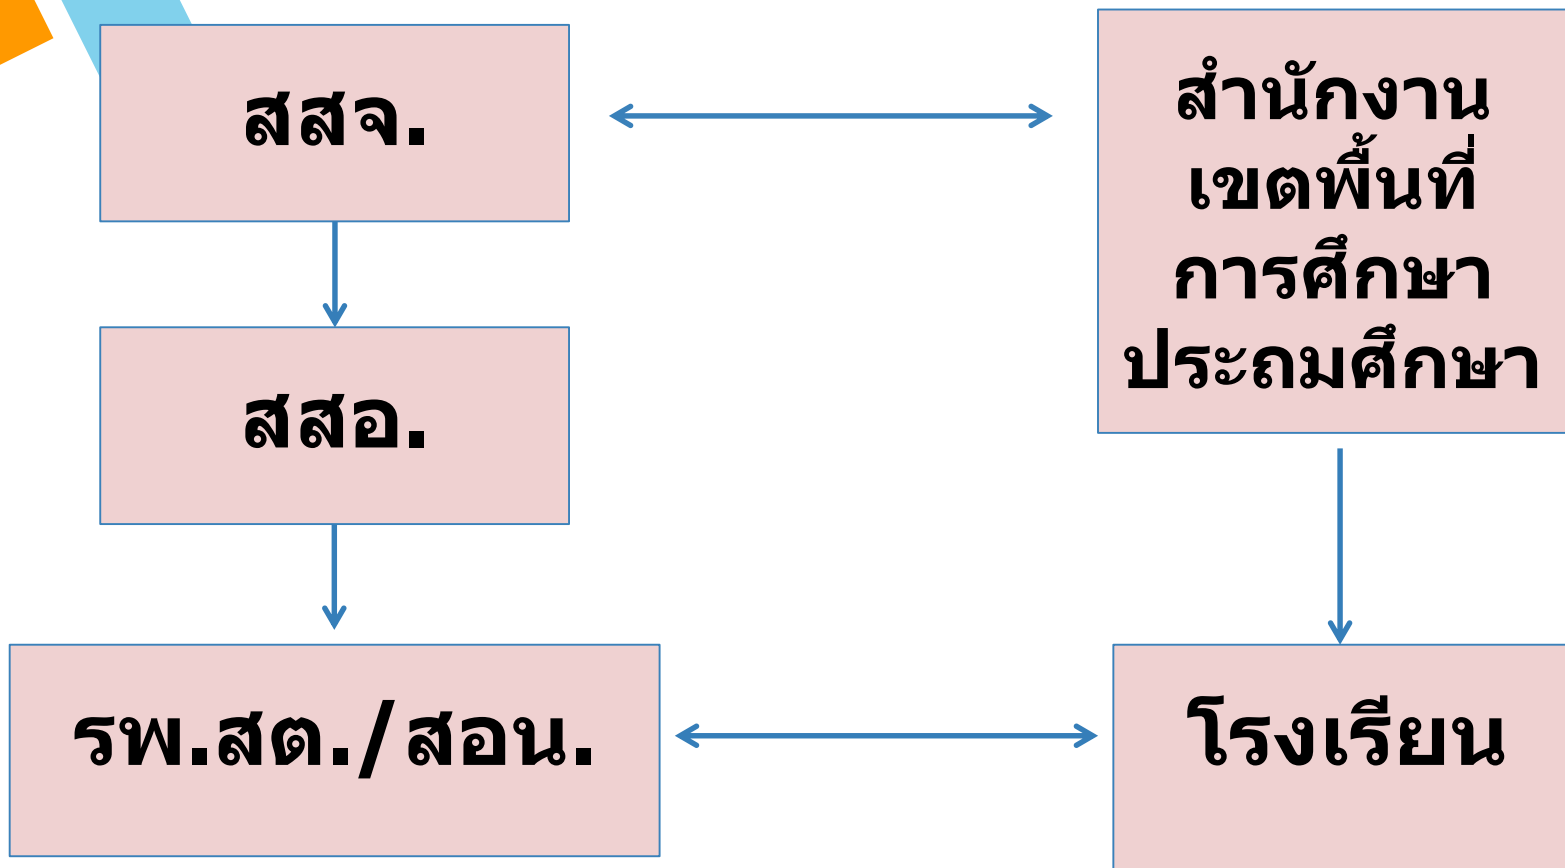 สสจ.
สำนักงาน
เขตพื้นที่
การศึกษา
ประถมศึกษา
สสอ.
รพ.สต./สอน.
โรงเรียน